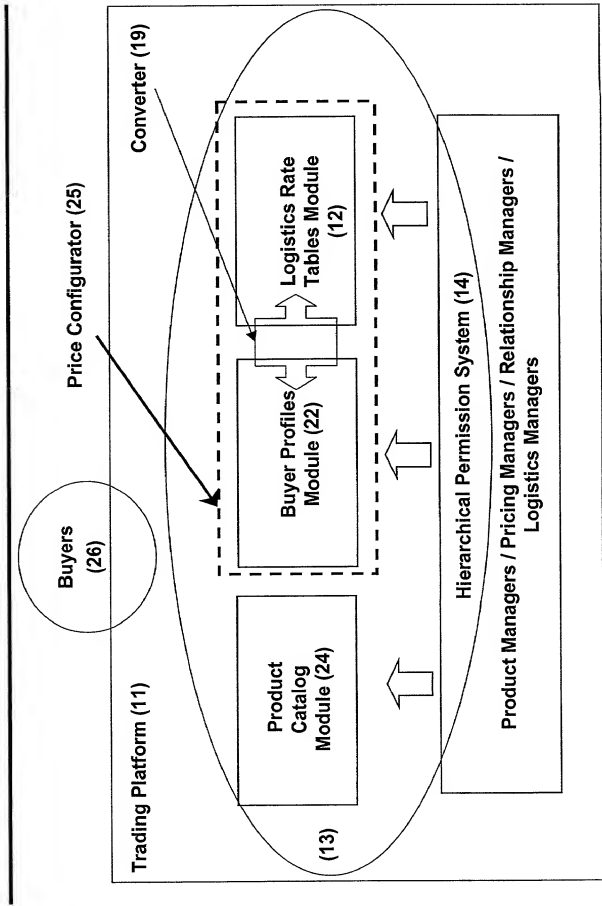 Price Configurator (25)
Buyers
(26)
Converter (19)
Trading Platform (11)
Product
Catalog
Module (24)
Buyer Profiles
Module (22)
Logistics Rate
Tables Module
(12)
(13)
Hierarchical Permission System (14)
Product Managers / Pricing Managers / Relationship Managers /
Logistics Managers